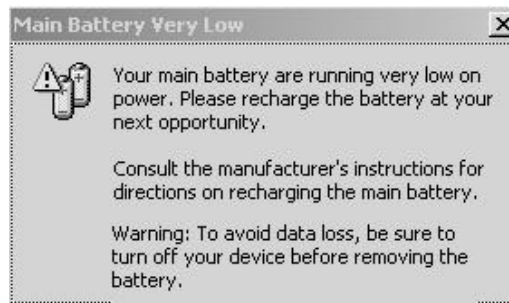 Main Battery Very Low
Your main battery are running very low on
power. Please recharge the battery at your
next opportunity.
Consult the manufacturer's instructions for
directions on recharging the main battery.
Warning: To avoid data loss, be sure to
turn off your device before removing the
battery.